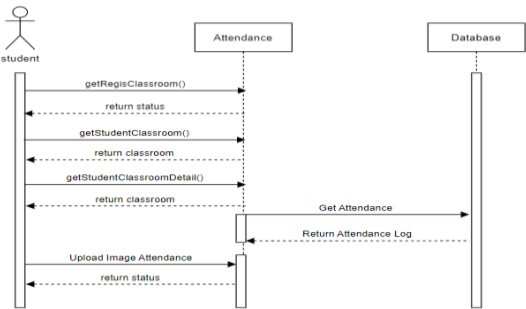 Attendance
Database
student
getRegisClassroom()
return status
getStudentClassroom()
return classroom
getStudentClassroomDetail()
return classroom
Get Attendance
Return Attendance Log
Upload Image Attendance
return status